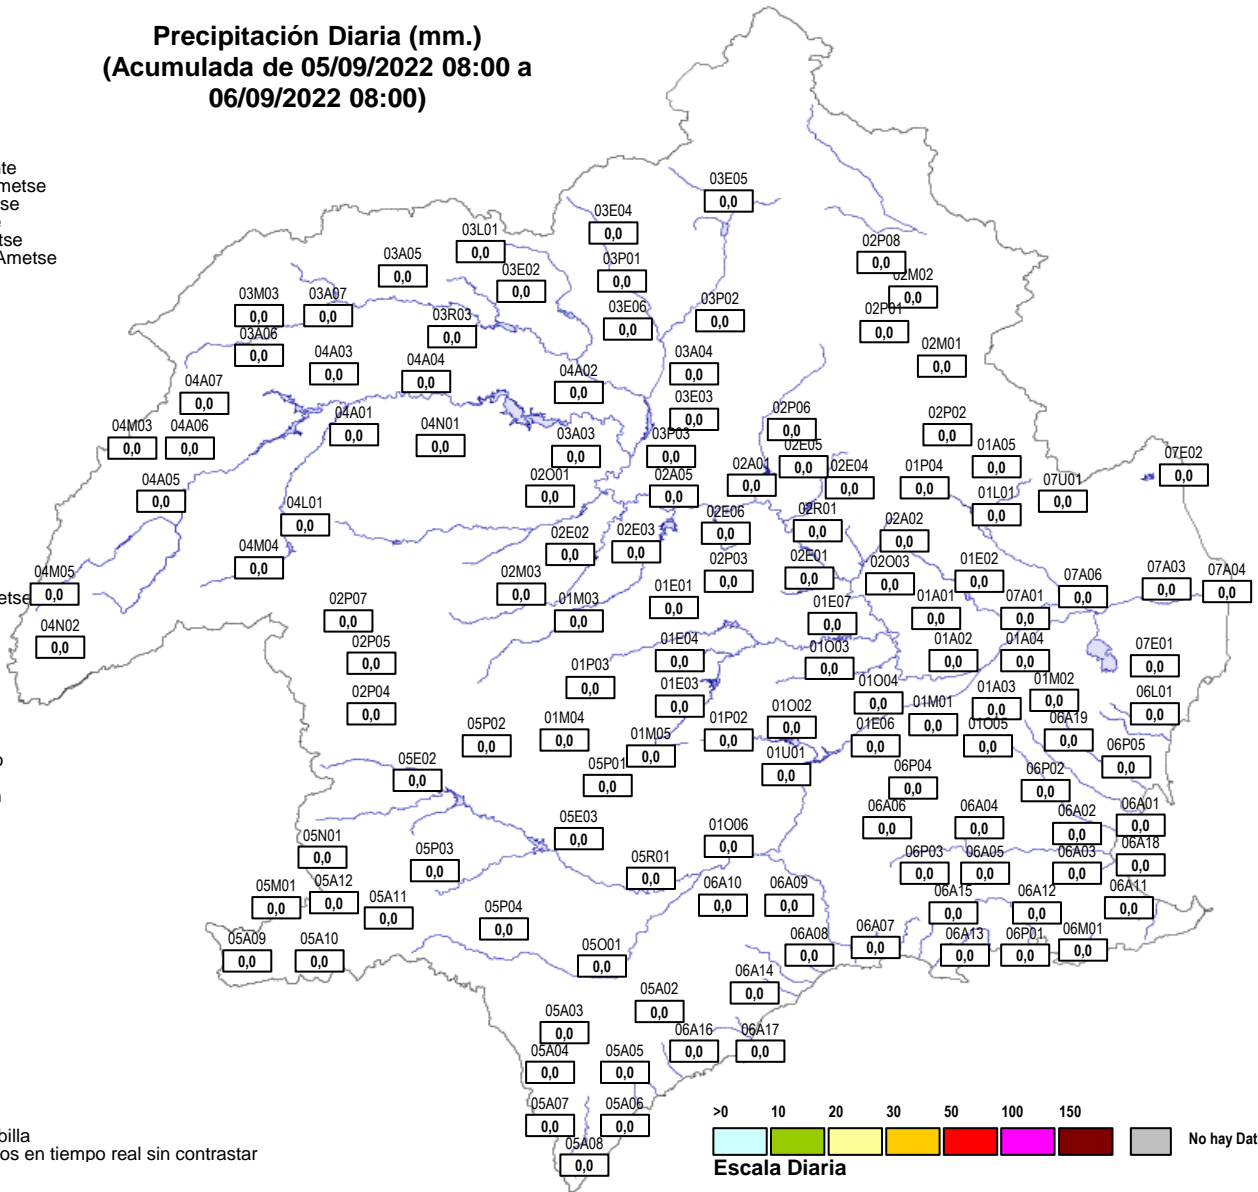 Precipitación Diaria (mm.)
(Acumulada de 05/09/2022 08:00 a
06/09/2022 08:00)
nte
metse
se
e
tse
Ametse
03E05
0,0
03E04
0,0
03L01
0,0
02P08
0,0
03A05
0,0
03P01
0,0
03E02
0,0
02M02
0,0
03M03
0,0
03A07
0,0
03P02
0,0
03E06
0,0
02P01
0,0
03R03
0,0
03A06
0,0
02M01
0,0
04A03
0,0
03A04
0,0
04A04
0,0
04A02
0,0
04A07
0,0
03E03
0,0
02P06
0,0
04A01
0,0
02P02
0,0
04M03
0,0
04A06
0,0
04N01
0,0
03A03
0,0
03P03
0,0
02E05
0,0
01A05
0,0
07E02
0,0
02A01
0,0
02E04
0,0
01P04
0,0
02O01
0,0
02A05
0,0
07U01
0,0
04A05
0,0
01L01
0,0
04L01
0,0
02R01
0,0
02E06
0,0
02A02
0,0
02E03
0,0
02E02
0,0
04M04
0,0
02P03
0,0
02E01
0,0
02O03
0,0
01E02
0,0
07A03
0,0
07A04
0,0
04M05
0,0
etse
02M03
0,0
07A06
0,0
01E01
0,0
01M03
0,0
02P07
0,0
01E07
0,0
01A01
0,0
07A01
0,0
04N02
0,0
02P05
0,0
01E04
0,0
01O03
0,0
01A02
0,0
01A04
0,0
07E01
0,0
01P03
0,0
01E03
0,0
01O04
0,0
01M02
0,0
01A03
0,0
02P04
0,0
06L01
0,0
01O02
0,0
01M01
0,0
05P02
0,0
01M04
0,0
01P02
0,0
01E06
0,0
01O05
0,0
06A19
0,0
01M05
0,0
06P05
0,0
o
01U01
0,0
05E02
0,0
05P01
0,0
06P04
0,0
06P02
0,0
n
06A01
0,0
06A06
0,0
06A04
0,0
06A02
0,0
05E03
0,0
01O06
0,0
05N01
0,0
06A18
0,0
05P03
0,0
05R01
0,0
06P03
0,0
06A05
0,0
06A03
0,0
05M01
0,0
05A12
0,0
05A11
0,0
06A10
0,0
06A09
0,0
06A15
0,0
06A12
0,0
06A11
0,0
05P04
0,0
06A08
0,0
06A07
0,0
06A13
0,0
06P01
0,0
06M01
0,0
05A09
0,0
05A10
0,0
05O01
0,0
06A14
0,0
05A02
0,0
05A03
0,0
06A16
0,0
06A17
0,0
05A04
0,0
05A05
0,0
05A07
0,0
05A06
0,0
05A08
0,0
>0 10 20 30 50 100 150
No hay Dat
Escala Diaria
billa
os en tiempo real sin contrastar